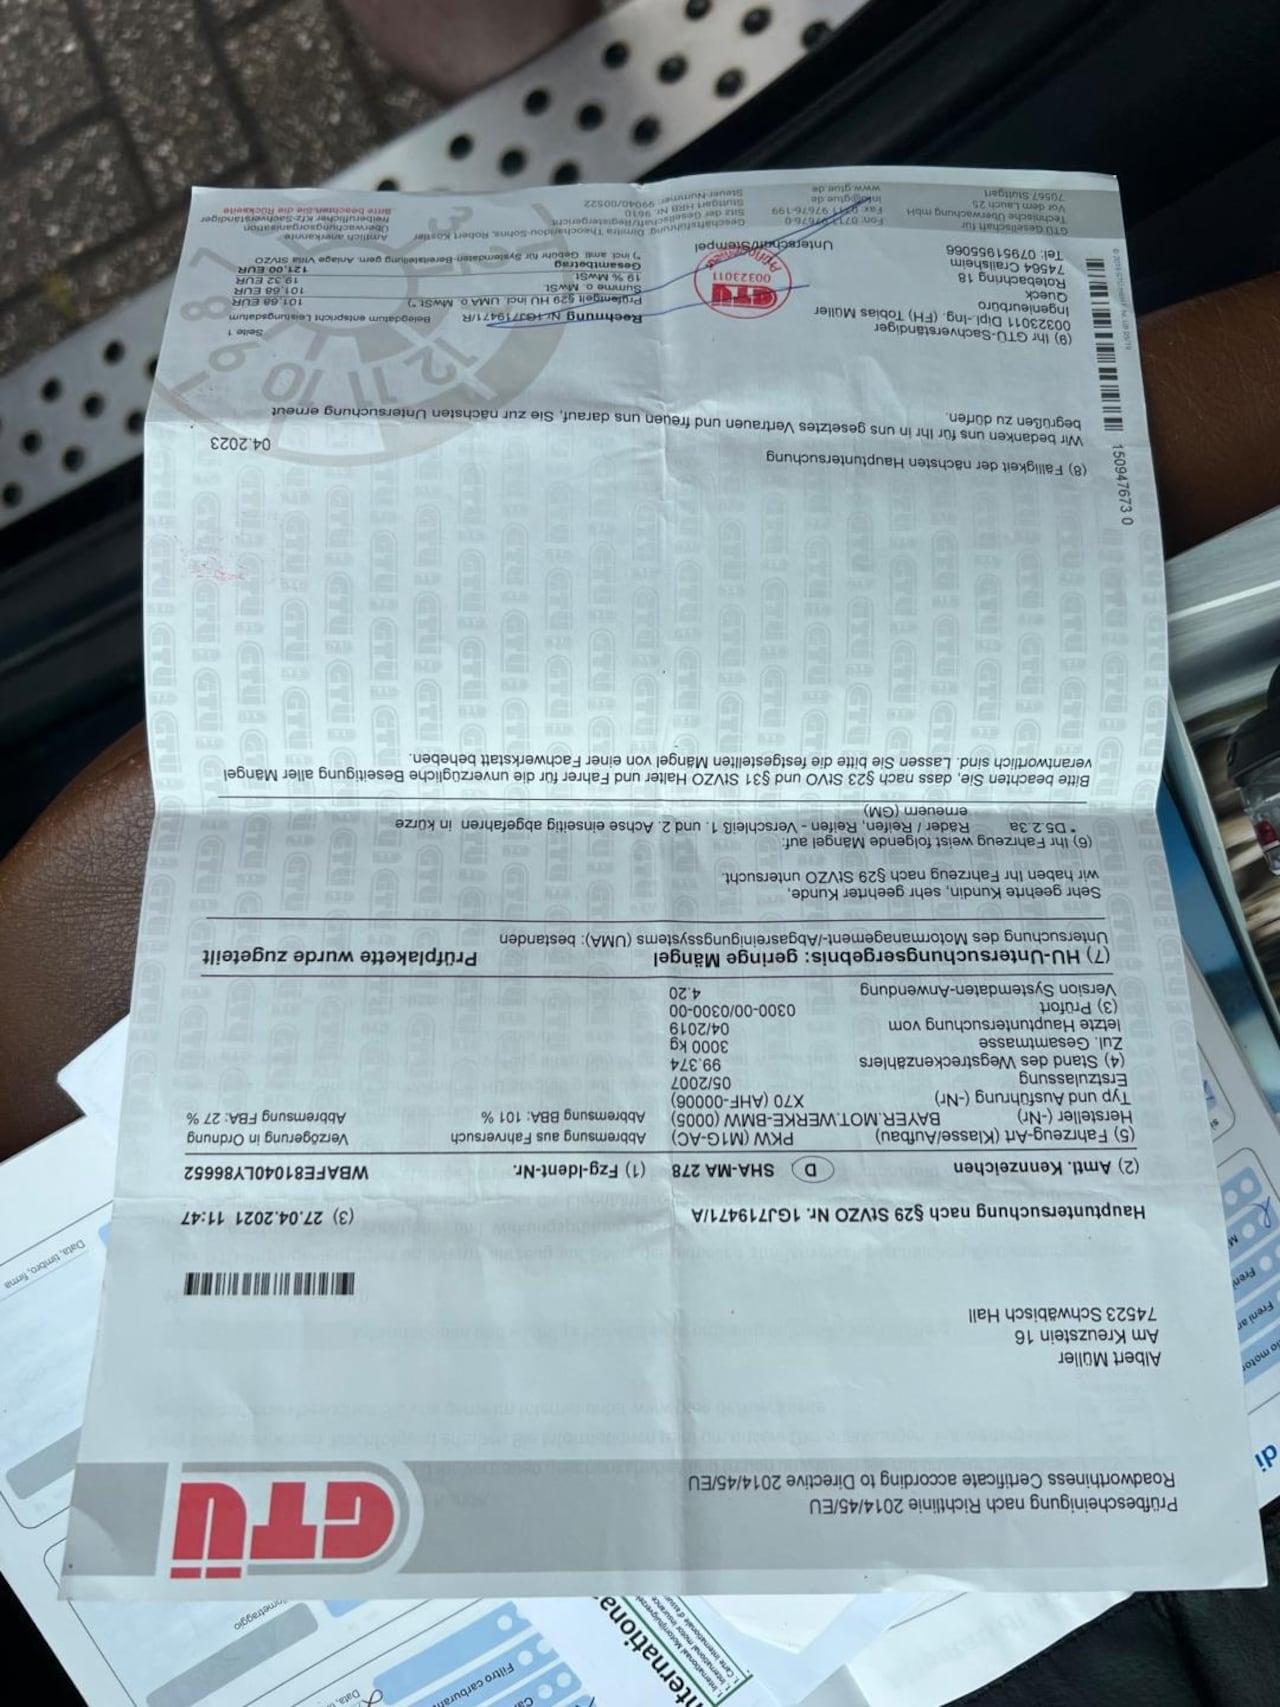 Prüfbescheinigung nach Richtlinie 2014/45/EU
Roadworthiness Certificate according to Directive 2014/45/EU
GTÜ
Albert Müller
Am Kreuzstein 16
74523 Schwäbisch Hall
Hauptuntersuchung nach §29 StVZO Nr. 1GJ719471/A
(3) 27.04.2021 11:47
(2) Amtl. Kennzeichen D SHA-MA 278 (1) Fzg-Ident-Nr. WBAFE81040LY86652
(5) Fahrzeug-Art (Klasse/Aufbau) PKW (M1G-AC) Abbremsung aus Fahrversuch Verzögerung in Ordnung
Hersteller (-Nr) BAYER.MOT.WERKE-BMW (0005) Abbremsung BBA: 101 % Abbremsung FBA: 27 %
Typ und Ausführung (-Nr) X70 (AHF-00006)
Erstzulassung 05/2007
(4) Stand des Wegstreckenzählers 99.374
Zul. Gesamtmasse 3000 kg
letzte Hauptuntersuchung vom 04/2019
(3) Prüfort 0300-00/0300-00
Version Systemdaten-Anwendung 4.20
(7) HU-Untersuchungsergebnis: geringe Mängel Prüfplakette wurde zugeteilt
Untersuchung des Motormanagement-/Abgasreinigungssystems (UMA): bestanden
Sehr geehrte Kundin, sehr geehrter Kunde,
wir haben Ihr Fahrzeug nach §29 StVZO untersucht.
(6) Ihr Fahrzeug weist folgende Mängel auf:
* D5.2.3a Räder / Reifen, Reifen - Verschleiß 1. und 2. Achse einseitig abgefahren in kürze
erneuern (GM)
Bitte beachten Sie, dass nach §23 StVO und §31 StVZO Halter und Fahrer für die unverzügliche Beseitigung aller Mängel
verantwortlich sind. Lassen Sie bitte die festgestellten Mängel von einer Fachwerkstatt beheben.
(8) Fälligkeit der nächsten Hauptuntersuchung 04.2023
Wir bedanken uns für Ihr in uns gesetztes Vertrauen und freuen uns darauf, Sie zur nächsten Untersuchung erneut
begrüßen zu dürfen.
150947673 0
(9) Ihr GTÜ-Sachverständiger
00323011 Dipl.-Ing. (FH) Tobias Müller
Ingenieurbüro
Queck
Rotebachring 18
74564 Crailsheim
Tel: 07951955066
GTÜ
00323011
Unterschrift/Stempel
Seite 1
Rechnung Nr 1GJ719471/R Belegdatum entspricht Leistungsdatum
Prüfentgelt §29 HU incl. UMA o. MwSt. *) 101,68 EUR
Summe o. MwSt. 101,68 EUR
19 % MwSt. 19,32 EUR
Gesamtbetrag 121,00 EUR
*) incl. amtl. Gebühr für Systemdaten-Bereitstellung gem. Anlage VIIIa StVZO
GTÜ Gesellschaft für
Technische Überwachung mbH
Vor dem Lauch 25
70567 Stuttgart
Fon: 0711 97676-0
Fax: 0711 97676-199
info@gtue.de
www.gtue.de
Geschäftsführung: Dimitra Theocharidou-Sohns, Robert Köstler
Sitz der Gesellschaft/Registergericht
Stuttgart HRB Nr. 9610
Steuer-Nummer: 99046/00522
Amtlich anerkannte
Überwachungsorganisation
freiberuflicher Kfz-Sachverständiger
Bitte beachten Sie die Rückseite
7
8
9
10
11
12
Data, timbro, firma
Filtro carburan
Freni